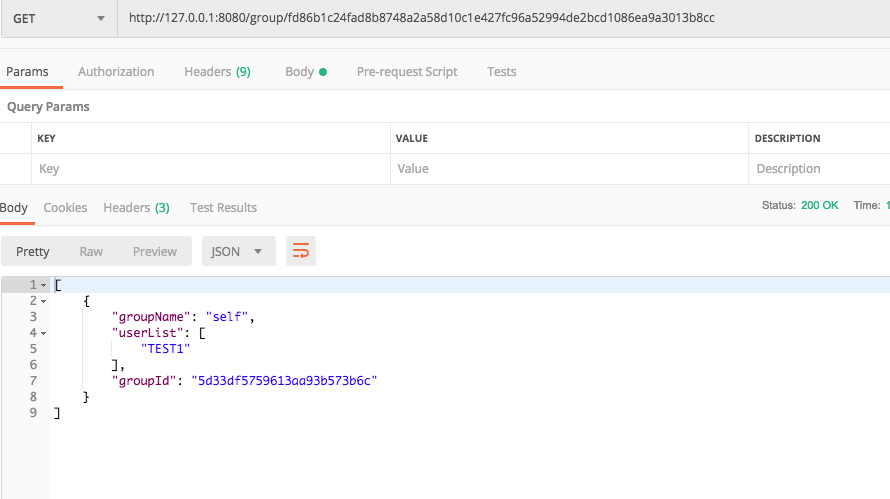 GET http://127.0.0.1:8080/group/fd86b1c24fad8b8748a2a58d10c1e427fc96a52994de2bcd1086ea9a3013b8cc
Params Authorization Headers (9) Body Pre-request Script Tests
Query Params
KEY VALUE DESCRIPTION
Key Value Description
Body Cookies Headers (3) Test Results Status: 200 OK Time: 1
Pretty Raw Preview JSON
1 [
2 {
3 "groupName": "self",
4 "userList": [
5 "TEST1"
6 ],
7 "groupId": "5d33df5759613aa93b573b6c"
8 }
9 ]